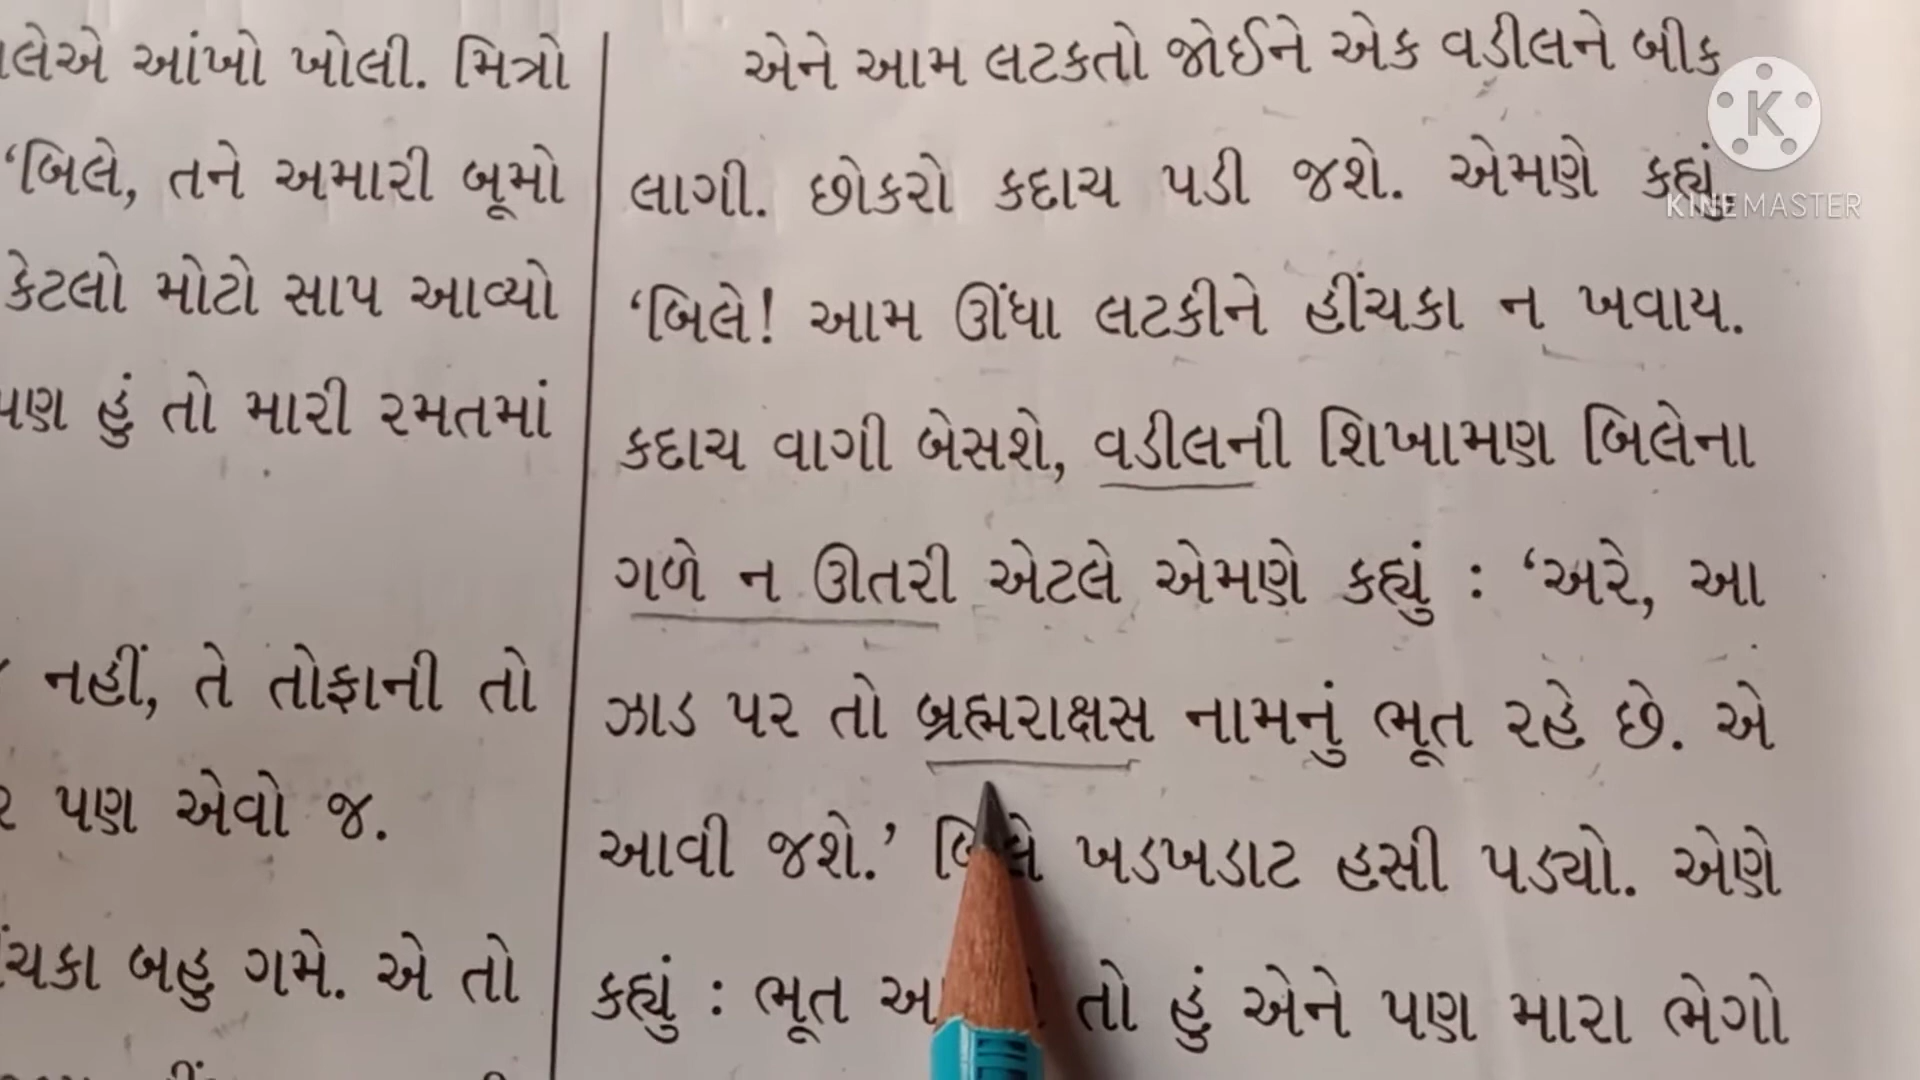 આંખો ખોલી. મિત્રો
‘બિલે, તને અમારી બૂમો
કેટલો મોટો સાપ આવ્યો
હું તો મારી રમતમાં
નહીં, તે તોફાની તો
પણ એવો જ.
બહુ ગમે. એ તો
એને આમ લટકતો જોઈને એક વડીલને બીક
લાગી. છોકરો કદાચ પડી જશે. એમણે કહ્યું
‘બિલે! આમ ઊંધા લટકીને હીંચકા ન ખવાય.
કદાચ વાગી બેસશે, વડીલની શિખામણ બિલેના
ગળે ન ઊતરી એટલે એમણે કહ્યું : ‘અરે, આ
ઝાડ પર તો બ્રહ્મરાક્ષસ નામનું ભૂત રહે છે. એ
આવી જશે.’ ખડખડાટ હસી પડ્યો. એણે
કહ્યું : ભૂત તો હું એને પણ મારા ભેગો
K
KINEMASTER